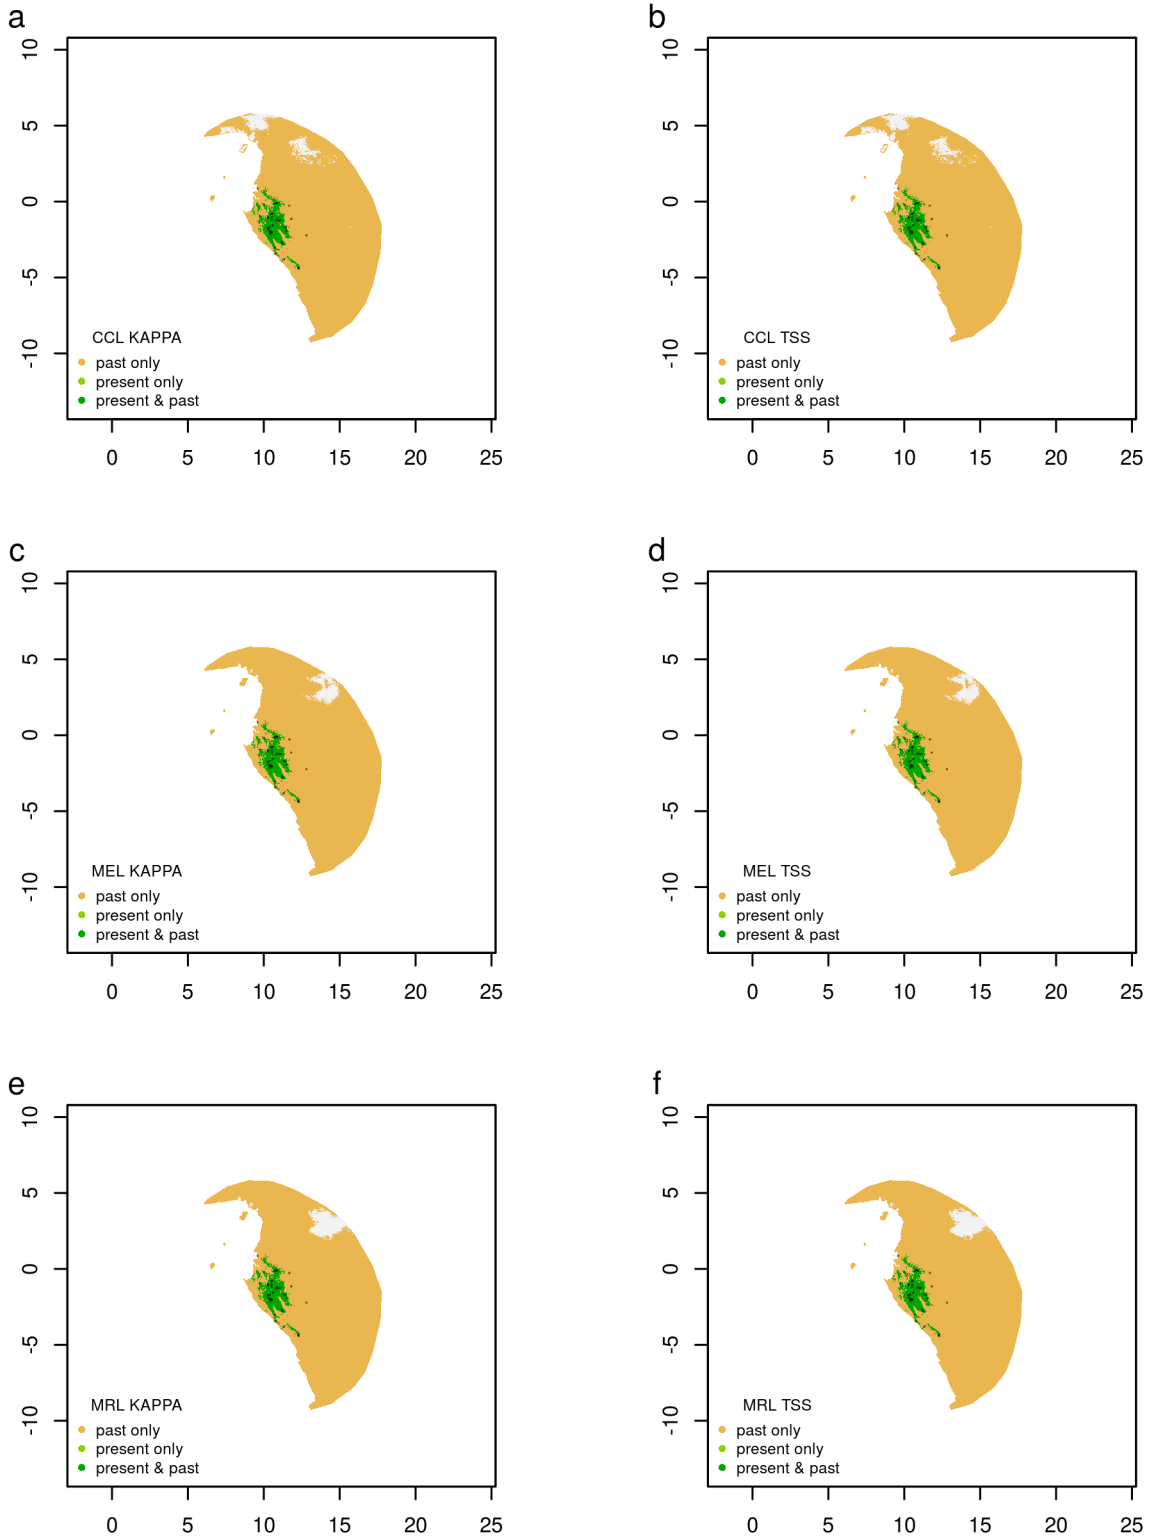 a
10
5
0
-5
-10
CCL KAPPA
past only
present only
present & past
0 5 10 15 20 25
b
10
5
0
-5
-10
CCL TSS
past only
present only
present & past
0 5 10 15 20 25
c
10
5
0
-5
-10
MEL KAPPA
past only
present only
present & past
0 5 10 15 20 25
d
10
5
0
-5
-10
MEL TSS
past only
present only
present & past
0 5 10 15 20 25
e
10
5
0
-5
-10
MRL KAPPA
past only
present only
present & past
0 5 10 15 20 25
f
10
5
0
-5
-10
MRL TSS
past only
present only
present & past
0 5 10 15 20 25